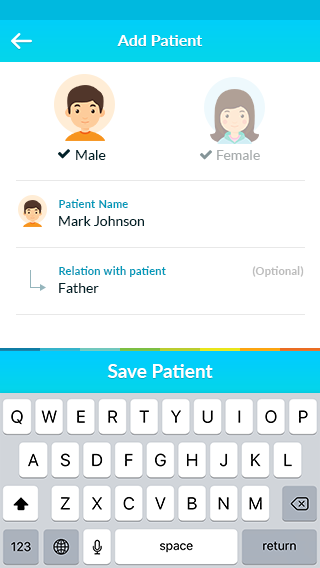 Add Patient
Male
Female
Patient Name
Mark Johnson
Relation with patient (Optional)
Father
Save Patient
Q W E R T Y U I O P
A S D F G H J K L
Z X C V B N M
123 space return